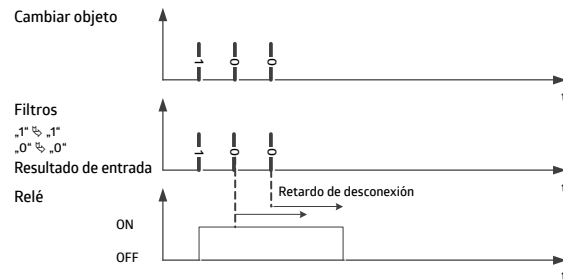 Cambiar objeto
1 0 0
t
Filtros
„1“ ⮱ „1“
„0“ ⮱ „0“
1 0 0
Resultado de entrada
t
Retardo de desconexión
Relé
ON
OFF
t